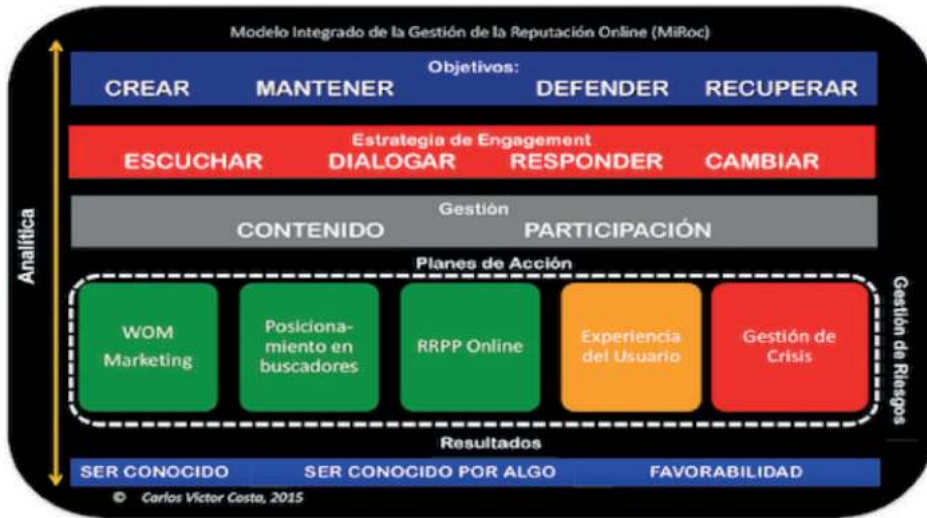 Modelo Integrado de la Gestión de la Reputación Online (MiRoc)
Objetivos:
CREAR MANTENER DEFENDER RECUPERAR
Estrategia de Engagement
ESCUCHAR DIALOGAR RESPONDER CAMBIAR
Gestión
CONTENIDO PARTICIPACIÓN
Planes de Acción
WOM
Marketing
Posiciona-
miento en
buscadores
RRPP Online
Experiencia
del Usuario
Gestión de
Crisis
Resultados
SER CONOCIDO SER CONOCIDO POR ALGO FAVORABILIDAD
© Carlos Víctor Costa, 2015
Analítica
Gestión de Riesgos